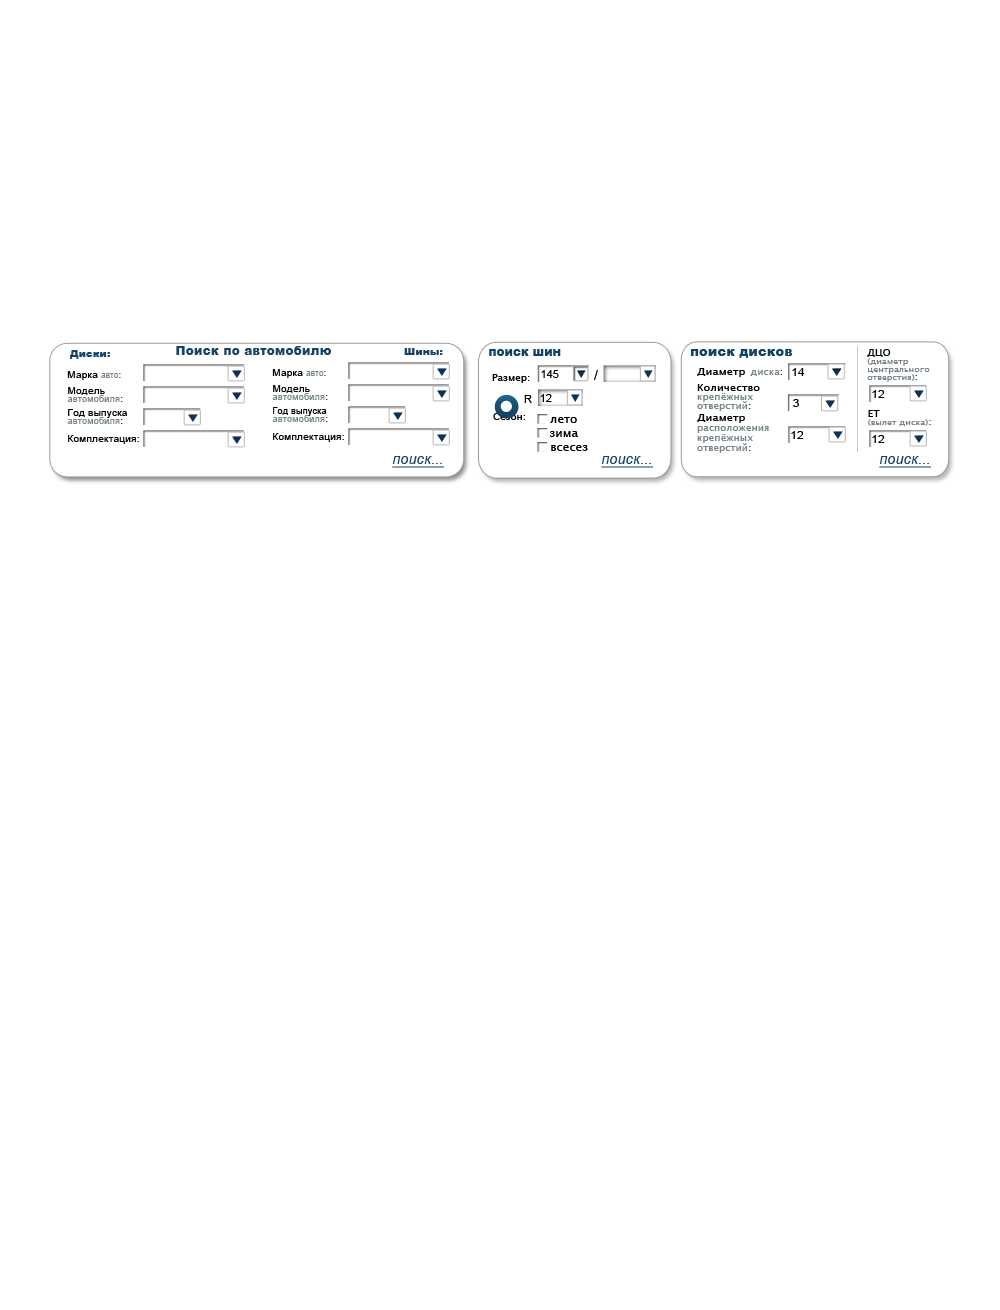 Диски:
Поиск по автомобилю
Шины:
Марка авто:
Модель
автомобиля:
Год выпуска
автомобиля:
Комплектация:
Марка авто:
Модель
автомобиля:
Год выпуска
автомобиля:
Комплектация:
поиск...
поиск шин
Размер: 145 /
R 12
Сезон:
лето
зима
всесез
поиск...
поиск дисков
Диаметр диска: 14
Количество
крепёжных
отверстий: 3
Диаметр
расположения
крепёжных
отверстий: 12
ДЦО
(диаметр
центрального
отверстия):
12
ЕТ
(вылет диска):
12
поиск...